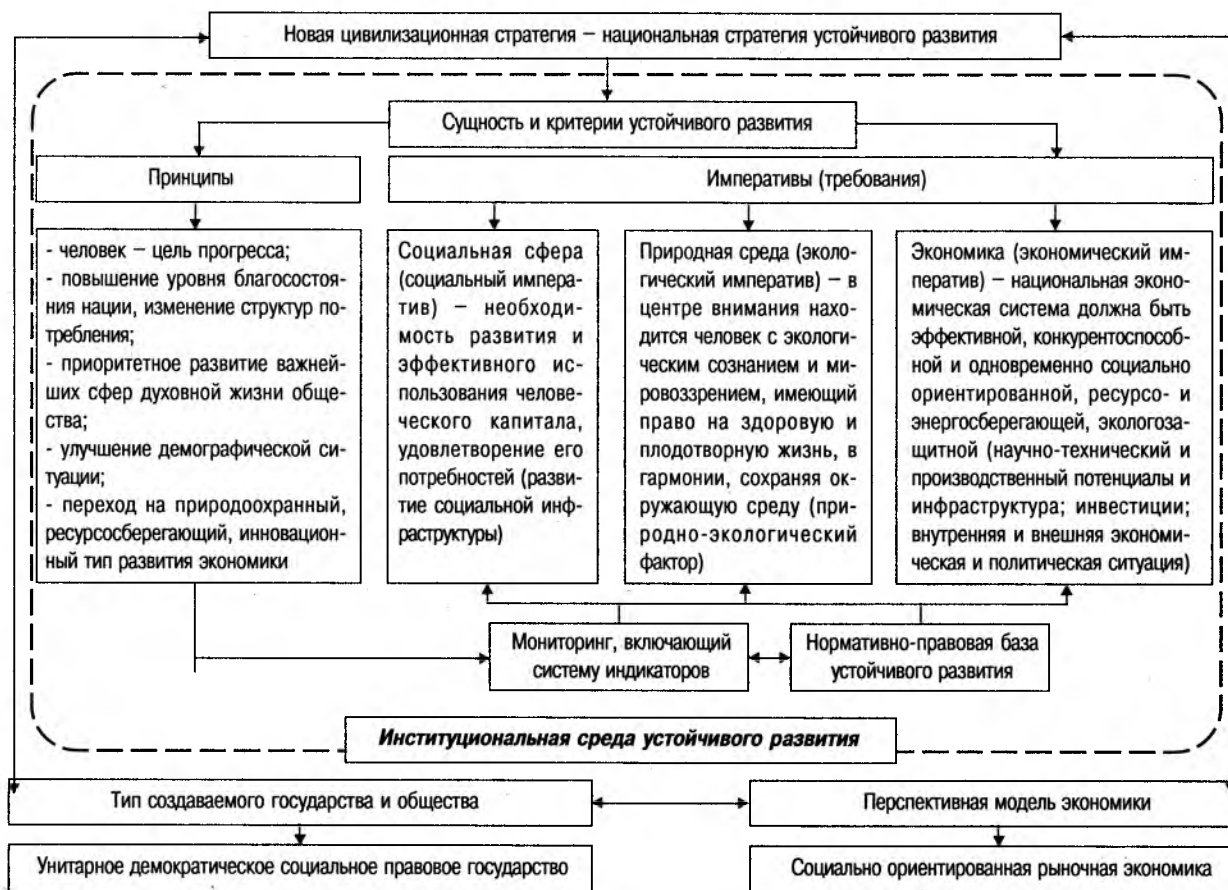 Новая цивилизационная стратегия – национальная стратегия устойчивого развития
Сущность и критерии устойчивого развития
Принципы
Императивы (требования)
- человек – цель прогресса;
- повышение уровня благосостоя-
ния нации, изменение структур по-
требления;
- приоритетное развитие важней-
ших сфер духовной жизни обще-
ства;
- улучшение демографической си-
туации;
- переход на природоохранный,
ресурсосберегающий, инновацион-
ный тип развития экономики
Социальная сфера
(социальный импера-
тив) – необходи-
мость развития и
эффективного ис-
пользования челове-
ческого капитала,
удовлетворение его
потребностей (разви-
тие социальной инф-
раструктуры)
Природная среда (эколо-
гический императив) – в
центре внимания нахо-
дится человек с экологи-
ческим сознанием и ми-
ровоззрением, имеющий
право на здоровую и
плодотворную жизнь, в
гармонии, сохраняя ок-
ружающую среду (при-
родно-экологический
фактор)
Экономика (экономический им-
ператив) – национальная эконо-
мическая система должна быть
эффективной, конкурентоспособ-
ной и одновременно социально
ориентированной, ресурсо- и
энергосберегающей, экологоза-
щитной (научно-технический и
производственный потенциалы и
инфраструктура; инвестиции;
внутренняя и внешняя экономи-
ческая и политическая ситуация)
Мониторинг, включающий
систему индикаторов
Нормативно-правовая база
устойчивого развития
Институциональная среда устойчивого развития
Тип создаваемого государства и общества
Перспективная модель экономики
Унитарное демократическое социальное правовое государство
Социально ориентированная рыночная экономика